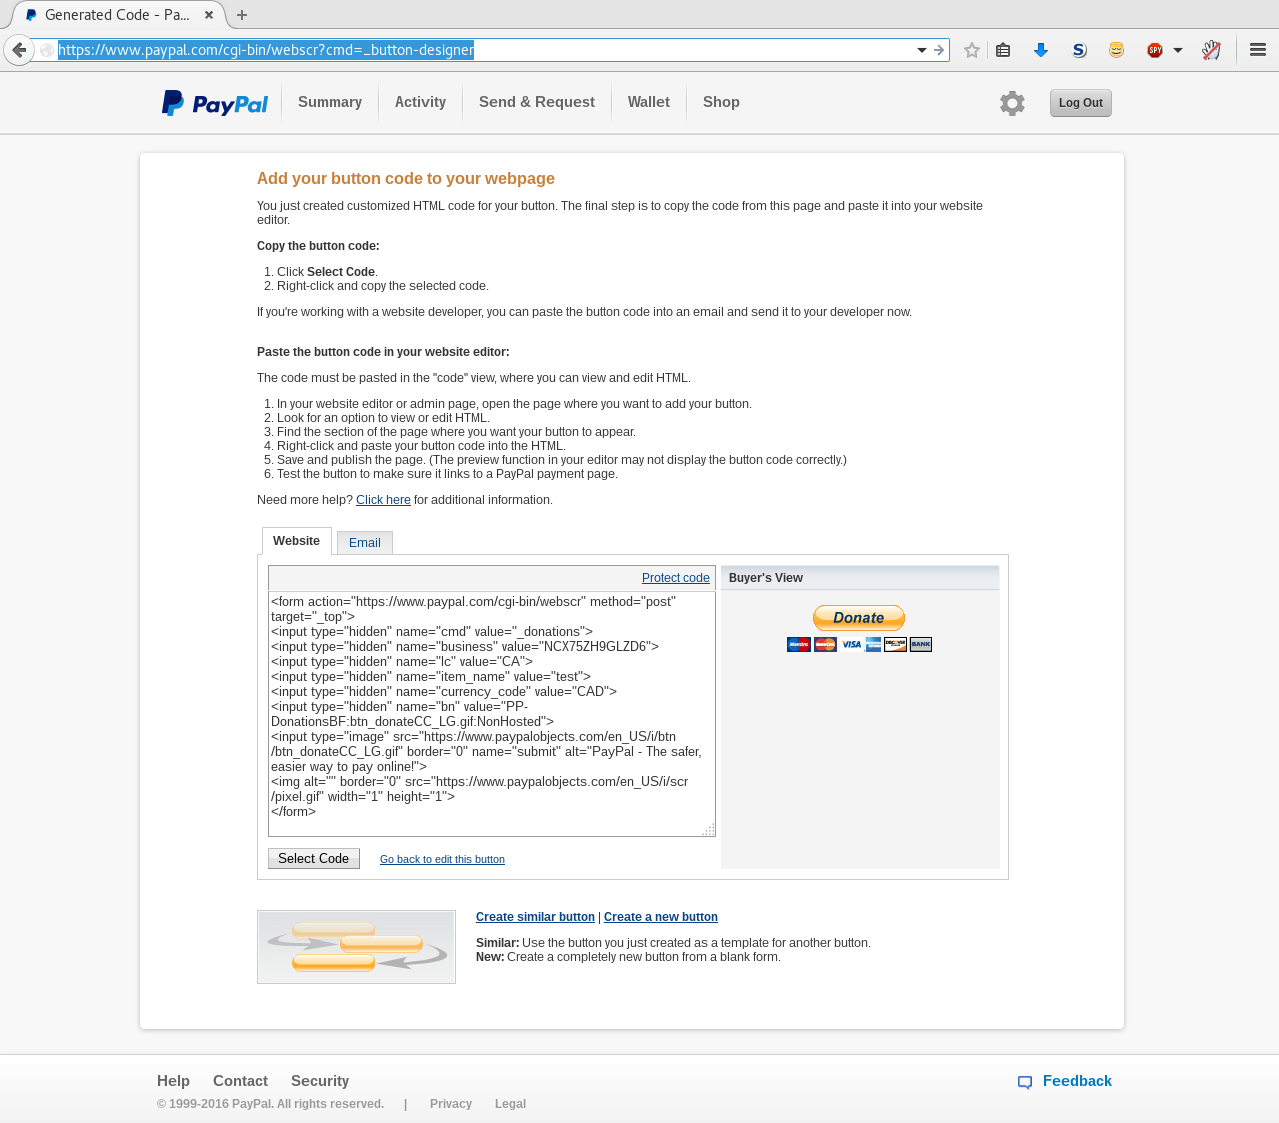 Generated Code - Pa...
https://www.paypal.com/cgi-bin/webscr?cmd=_button-designer
S
SPY
PayPal
Summary
Activity
Send & Request
Wallet
Shop
Log Out
Add your button code to your webpage
You just created customized HTML code for your button. The final step is to copy the code from this page and paste it into your website
editor.
Copy the button code:
1. Click Select Code.
2. Right-click and copy the selected code.
If you're working with a website developer, you can paste the button code into an email and send it to your developer now.
Paste the button code in your website editor:
The code must be pasted in the "code" view, where you can view and edit HTML.
1. In your website editor or admin page, open the page where you want to add your button.
2. Look for an option to view or edit HTML.
3. Find the section of the page where you want your button to appear.
4. Right-click and paste your button code into the HTML.
5. Save and publish the page. (The preview function in your editor may not display the button code correctly.)
6. Test the button to make sure it links to a PayPal payment page.
Need more help? Click here for additional information.
Website
Email
Protect code
<form action="https://www.paypal.com/cgi-bin/webscr" method="post"
target="_top">
<input type="hidden" name="cmd" value="_donations">
<input type="hidden" name="business" value="NCX75ZH9GLZD6">
<input type="hidden" name="lc" value="CA">
<input type="hidden" name="item_name" value="test">
<input type="hidden" name="currency_code" value="CAD">
<input type="hidden" name="bn" value="PP-
DonationsBF:btn_donateCC_LG.gif:NonHosted">
<input type="image" src="https://www.paypalobjects.com/en_US/i/btn
/btn_donateCC_LG.gif" border="0" name="submit" alt="PayPal - The safer,
easier way to pay online!">
<img alt="" border="0" src="https://www.paypalobjects.com/en_US/i/scr
/pixel.gif" width="1" height="1">
</form>
Buyer's View
Donate
Maestro
MasterCard
VISA
DISCOVER
BANK
Select Code
Go back to edit this button
Create similar button | Create a new button
Similar: Use the button you just created as a template for another button.
New: Create a completely new button from a blank form.
Help
Contact
Security
Feedback
© 1999-2016 PayPal. All rights reserved.
|
Privacy
Legal